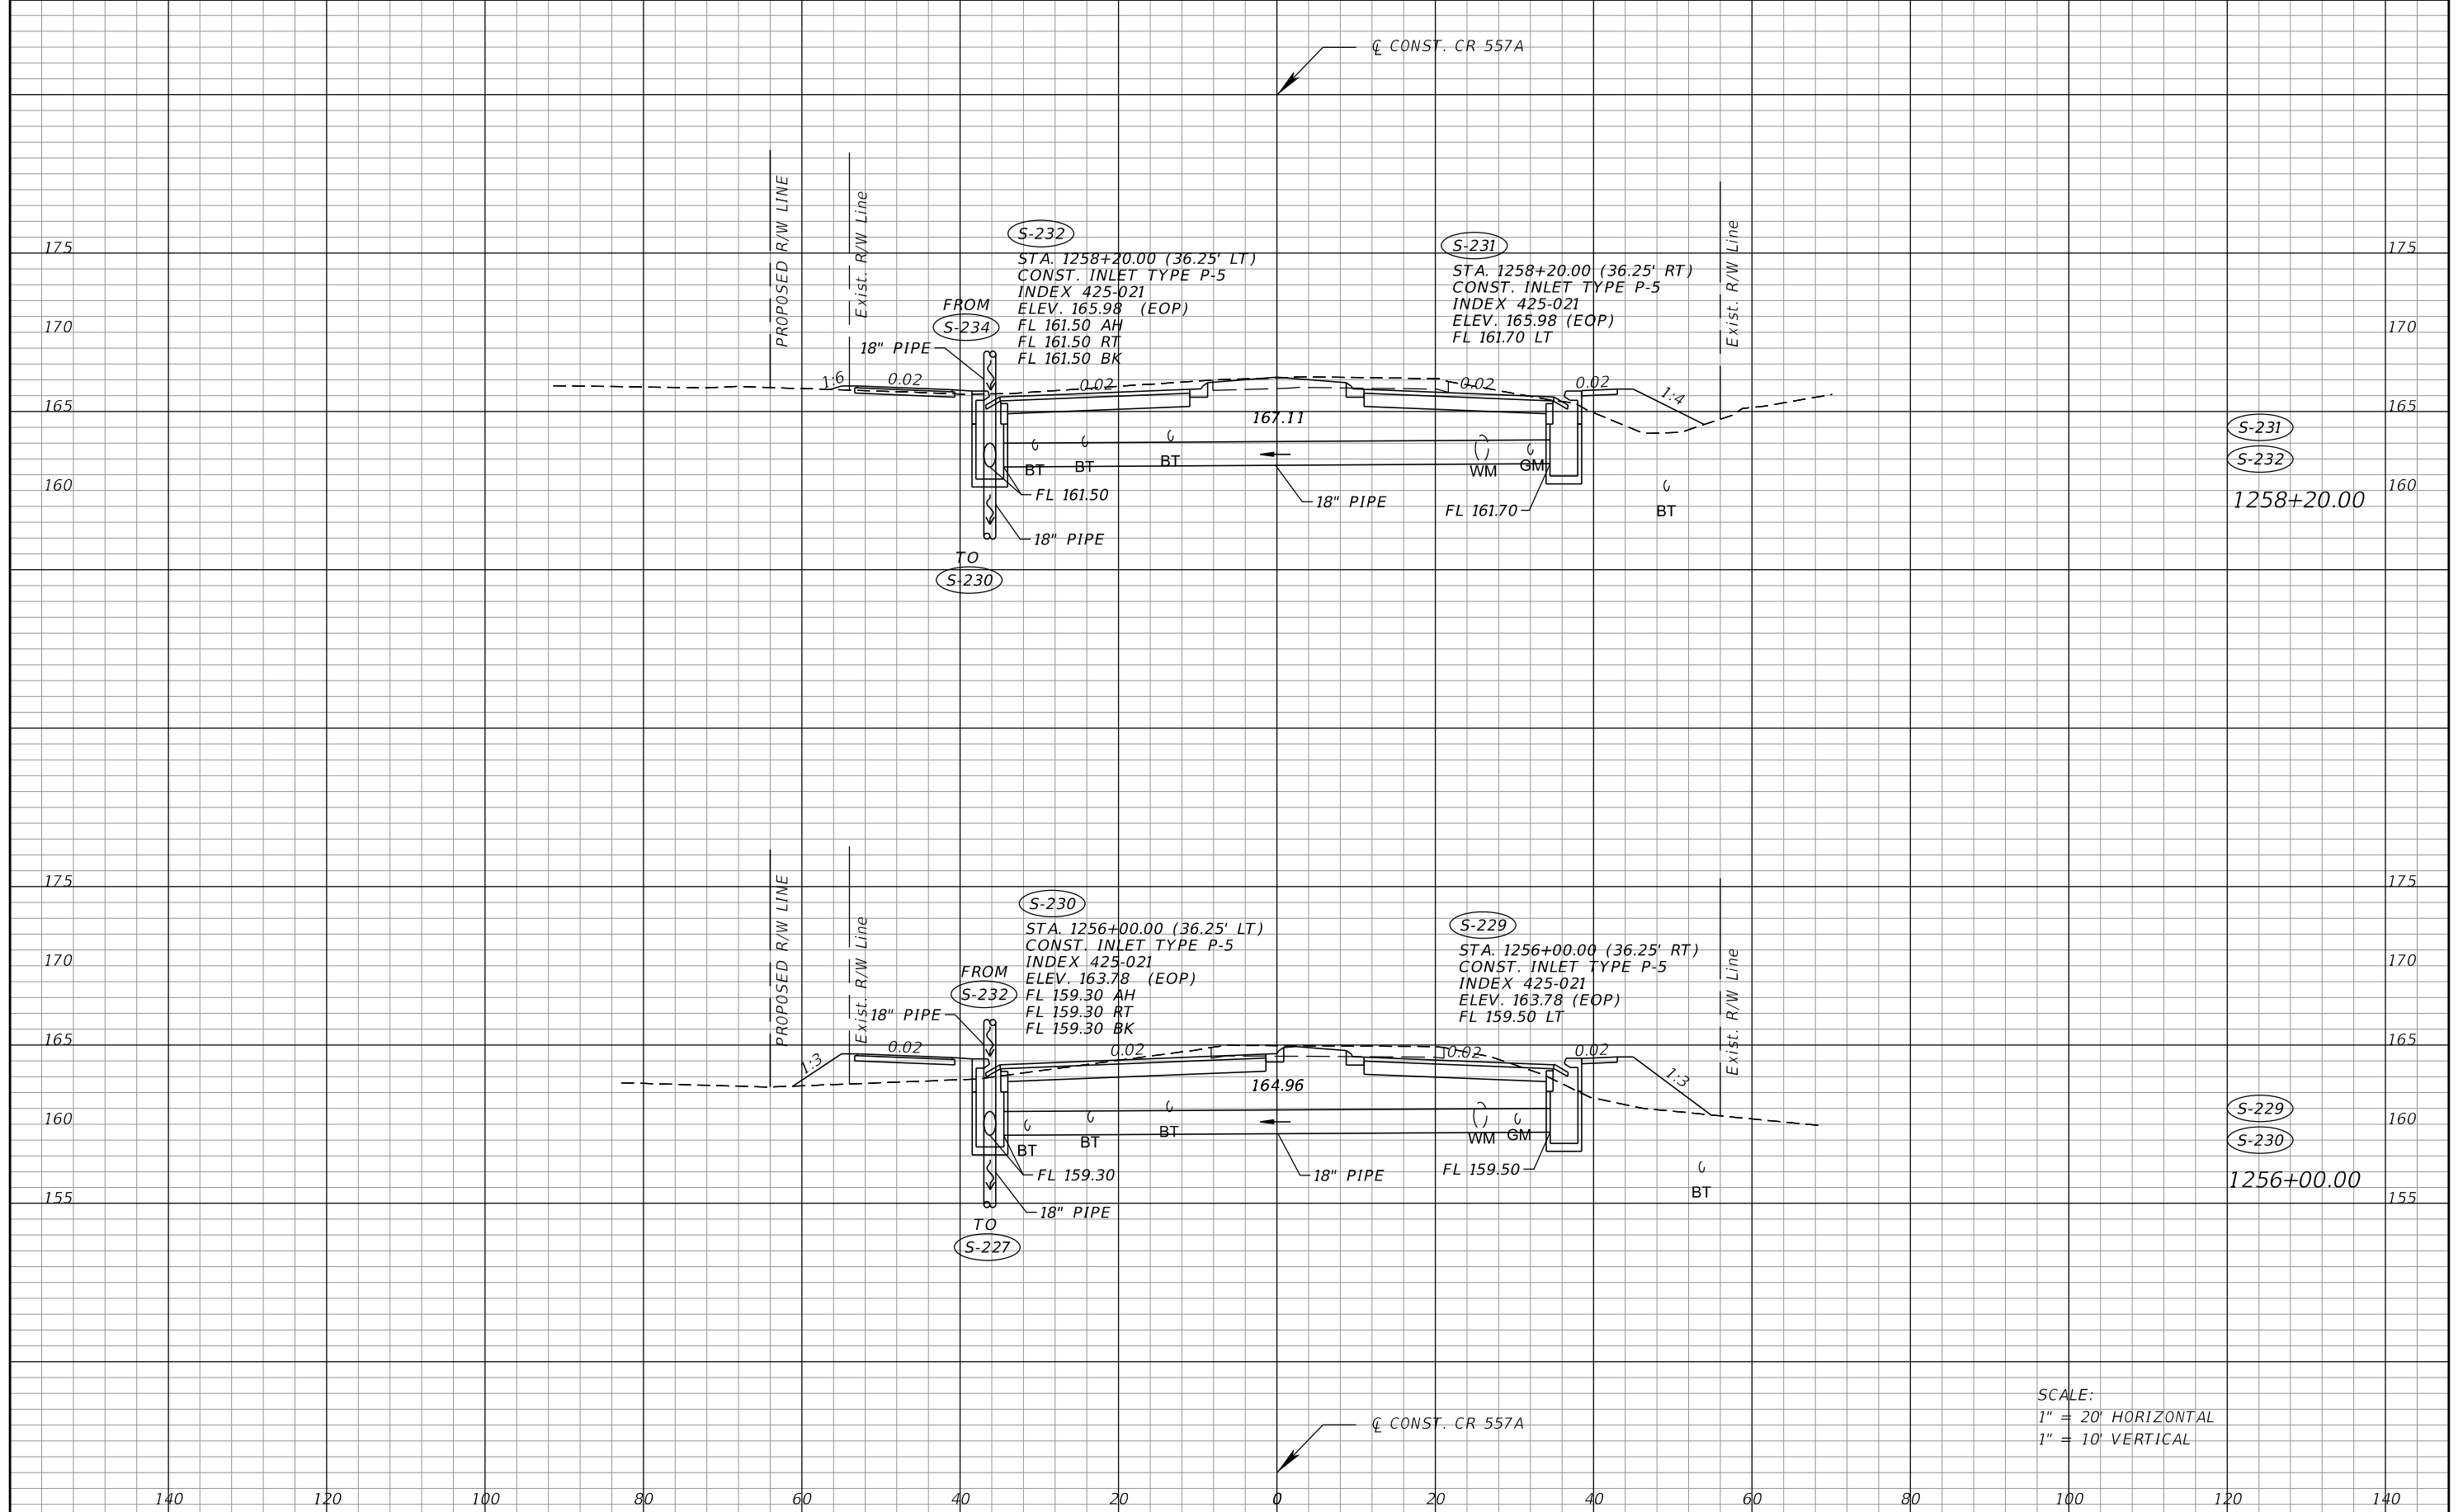 ℄ CONST. CR 557A
PROPOSED R/W LINE
Exist. R/W Line
S-232
STA. 1258+20.00 (36.25' LT)
CONST. INLET TYPE P-5
INDEX 425-021
ELEV. 165.98 (EOP)
FL 161.50 AH
FL 161.50 RT
FL 161.50 BK
FROM
S-234
18" PIPE
S-231
STA. 1258+20.00 (36.25' RT)
CONST. INLET TYPE P-5
INDEX 425-021
ELEV. 165.98 (EOP)
FL 161.70 LT
Exist. R/W Line
175
175
170
170
165
165
160
160
1:6
0.02
0.02
0.02
0.02
1:4
167.11
BT
BT
BT
WM
GM
BT
FL 161.50
18" PIPE
FL 161.70
18" PIPE
TO
S-230
S-231
S-232
1258+20.00
PROPOSED R/W LINE
Exist. R/W Line
S-230
STA. 1256+00.00 (36.25' LT)
CONST. INLET TYPE P-5
INDEX 425-021
ELEV. 163.78 (EOP)
FL 159.30 AH
FL 159.30 RT
FL 159.30 BK
FROM
S-232
18" PIPE
S-229
STA. 1256+00.00 (36.25' RT)
CONST. INLET TYPE P-5
INDEX 425-021
ELEV. 163.78 (EOP)
FL 159.50 LT
Exist. R/W Line
175
175
170
170
165
165
160
160
155
155
1:3
0.02
0.02
0.02
0.02
1:3
164.96
BT
BT
BT
WM
GM
BT
FL 159.30
18" PIPE
FL 159.50
18" PIPE
TO
S-227
S-229
S-230
1256+00.00
℄ CONST. CR 557A
SCALE:
1" = 20' HORIZONTAL
1" = 10' VERTICAL
140 120 100 80 60 40 20 0 20 40 60 80 100 120 140